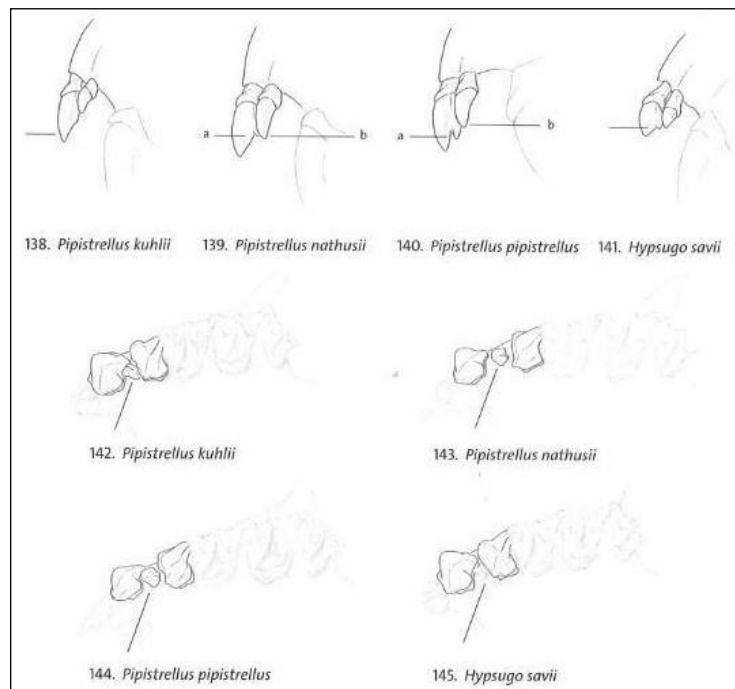 a b a b
138. Pipistrellus kuhlii 139. Pipistrellus nathusii 140. Pipistrellus pipistrellus 141. Hypsugo savii
142. Pipistrellus kuhlii 143. Pipistrellus nathusii
144. Pipistrellus pipistrellus 145. Hypsugo savii